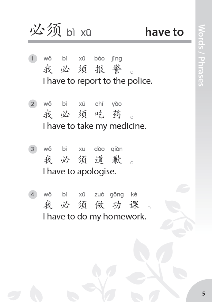 必须 bì xū have to
Words / Phrases
1 wǒ bì xū bào jǐng
我 必 须 报 警 。
I have to report to the police.
2 wǒ bì xū chī yào
我 必 须 吃 药 。
I have to take my medicine.
3 wǒ bì xū dào qiàn
我 必 须 道 歉 。
I have to apologise.
4 wǒ bì xū zuò gōng kè
我 必 须 做 功 课 。
I have to do my homework.
5